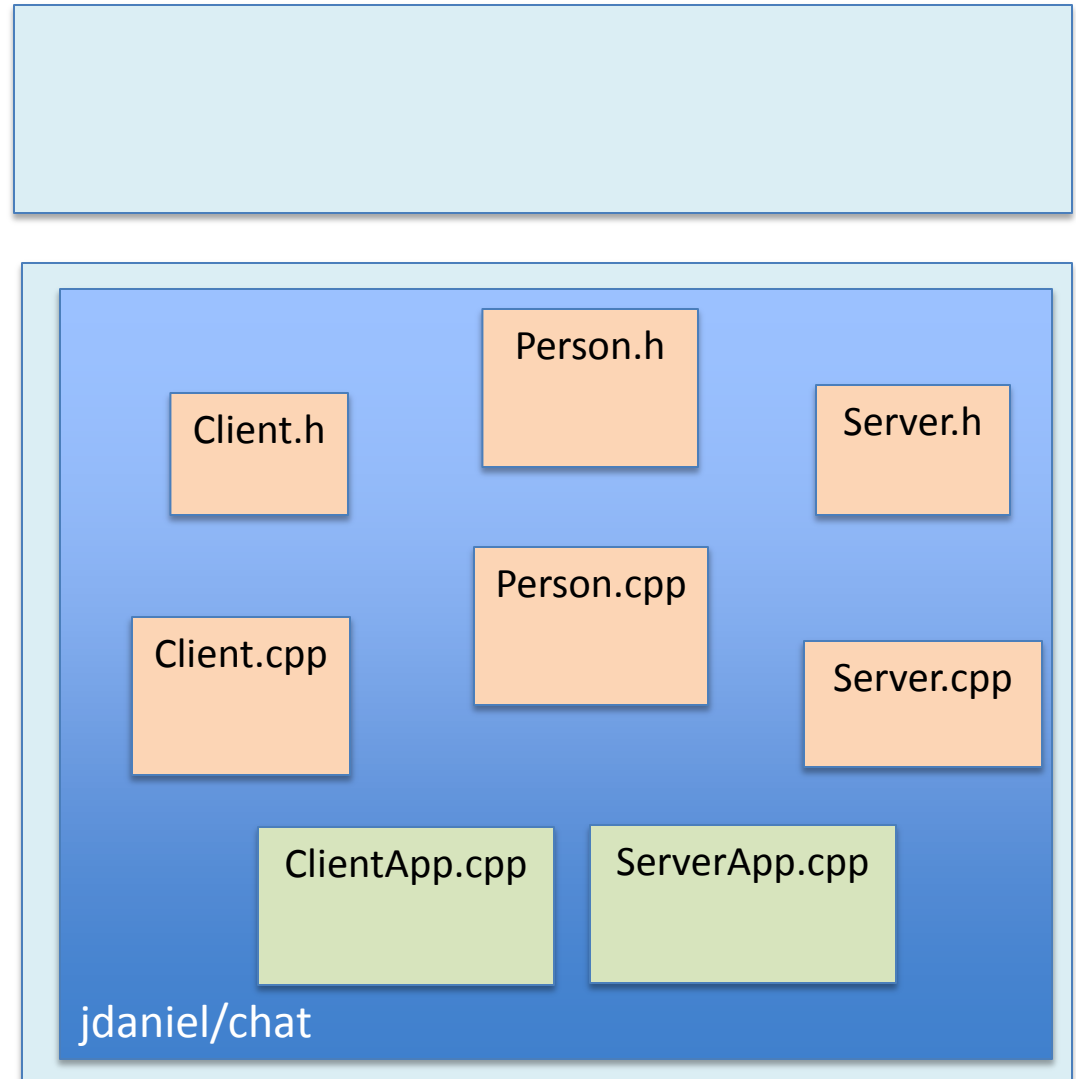 Person.h
Client.h
Server.h
Person.cpp
Client.cpp
Server.cpp
ClientApp.cpp
ServerApp.cpp
jdaniel/chat